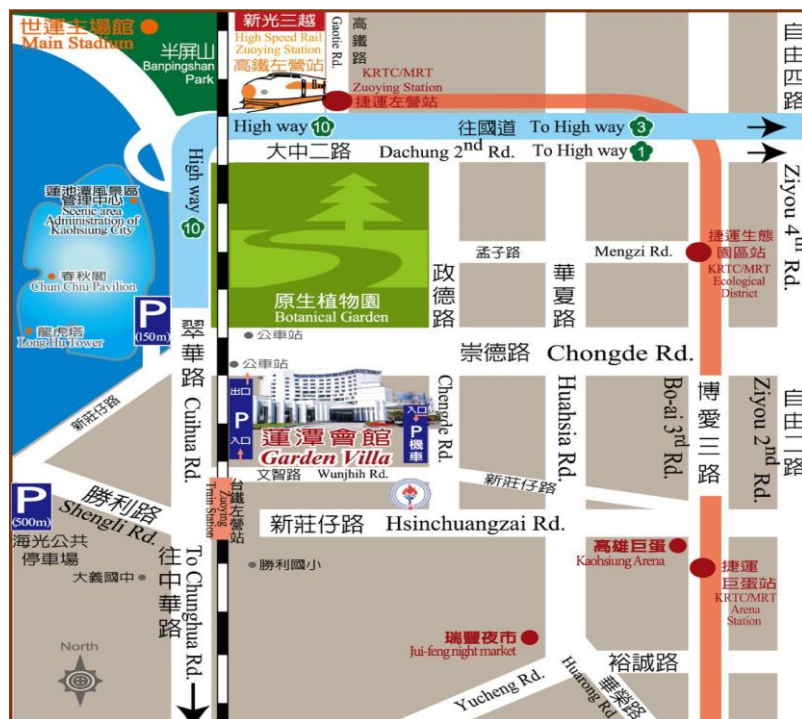 世運主場館
Main Stadium
半屏山
Banpingshan
Park
新光三越
High Speed Rail
Zuoying Station
高鐵左營站
Gaotie Rd.
高鐵路
KRTC/MRT
Zuoying Station
捷運左營站
自由四路
High way 10
往國道
To High way 3
大中二路
Dachung 2nd Rd.
To High way 1
High way 10
Ziyou 4th Rd.
蓮池潭風景區
管理中心
Scenic area
Administration of
Kaohsiung City
春秋閣
Chun Chiu Pavilion
龍虎塔
Long Hu Tower
P
(150m)
原生植物園
Botanical Garden
政德路
孟子路
Mengzi Rd.
華夏路
捷運生態
園區站
KRTC/MRT
Ecological
District
公車站
公車站
翠華路
Cuihua Rd.
崇德路 Chongde Rd.
新莊仔路
出口
P
入口
入口
P
機車
蓮潭會館
Garden Villa
文智路 Wunjhih Rd.
Chengde Rd.
Huahsia Rd.
Bo-ai 3rd Rd.
博愛三路
Ziyou 2nd Rd.
自由二路
新莊仔路
P
(500m)
海光公共
停車場
勝利路
Shengli Rd.
台鐵左營站
Zuoying
Train Station
新莊仔路 Hsinchuangzai Rd.
大義國中
往中華路
To Chunghua Rd.
勝利國小
高雄巨蛋
Kaohsiung Arena
捷運
巨蛋站
KRTC/MRT
Arena
Station
瑞豐夜市
Jui-feng night market
裕誠路
Yucheng Rd.
華榮路
Huarong Rd
North